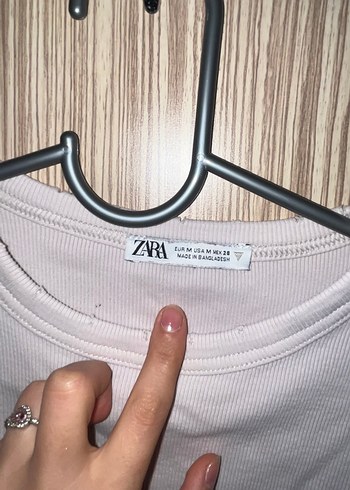 ZARA
EUR M USA M MEX 28
MADE IN BANGLADESH